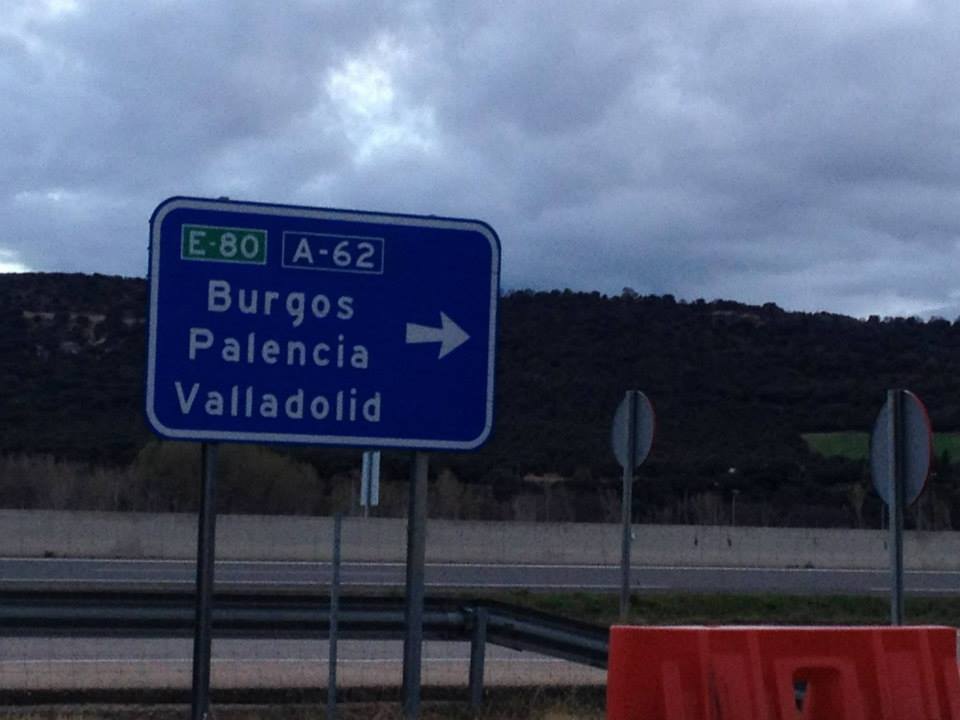 E-80 A-62
Burgos
Palencia
Valladolid